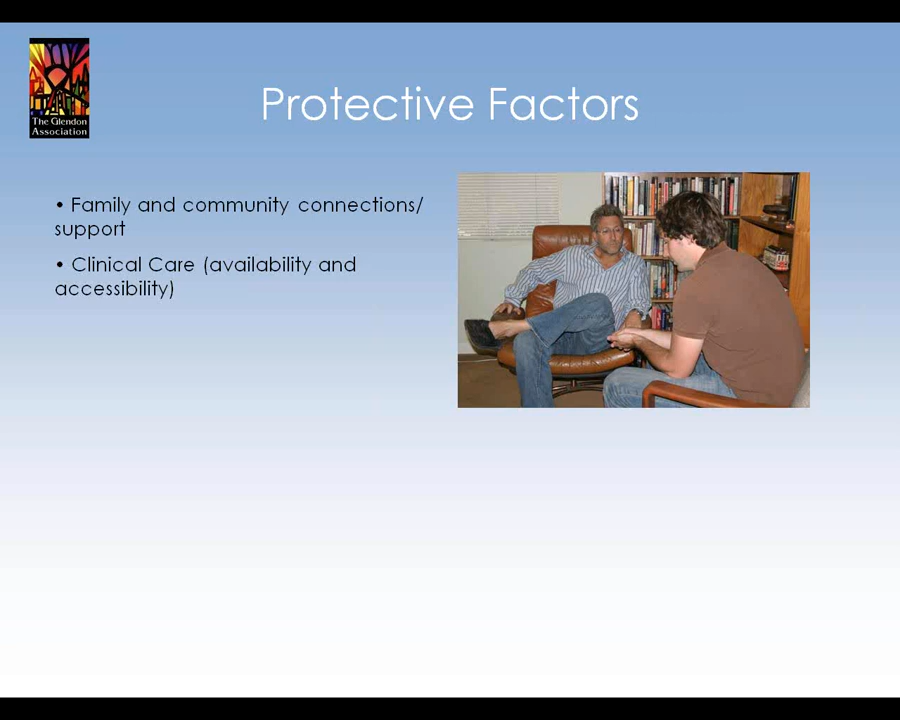 The Glendon
Association
Protective Factors
• Family and community connections/
support
• Clinical Care (availability and
accessibility)